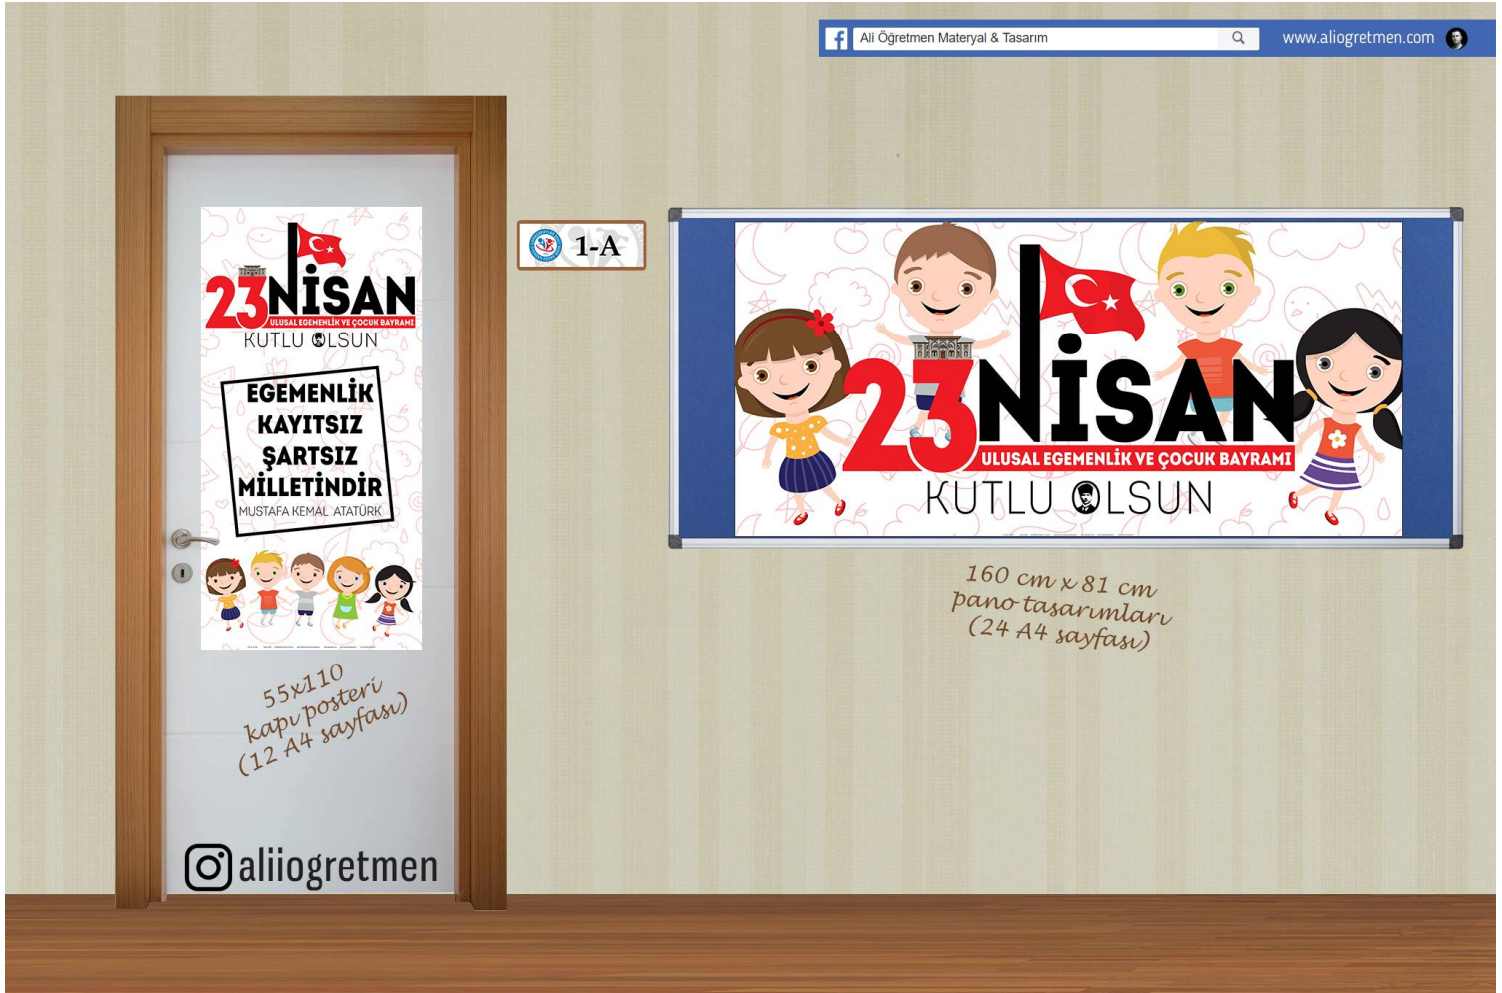 Ali Öğretmen Materyal & Tasarım
www.aliogretmen.com
23 NİSAN
ULUSAL EGEMENLİK VE ÇOCUK BAYRAMI
KUTLU OLSUN
EGEMENLİK
KAYITSIZ
ŞARTSIZ
MİLLETİNDİR
MUSTAFA KEMAL ATATÜRK
55x110
kapı posteri
(12 A4 sayfası)
aliiogretmen
1-A
23 NİSAN
ULUSAL EGEMENLİK VE ÇOCUK BAYRAMI
KUTLU OLSUN
160 cm x 81 cm
pano tasarımları
(24 A4 sayfası)